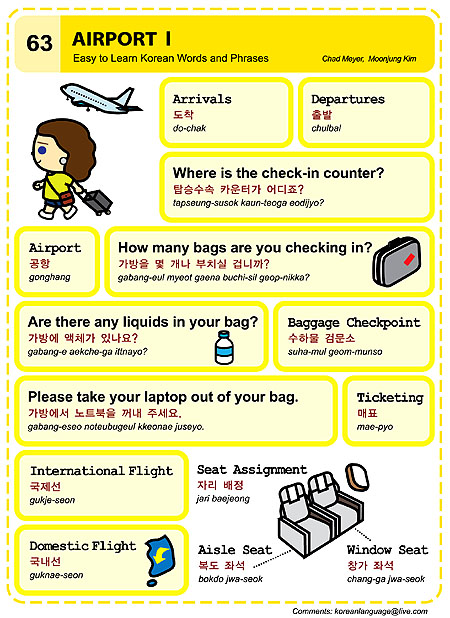 63
AIRPORT I
Easy to Learn Korean Words and Phrases
Chad Meyer, Moonjung Kim
Arrivals
도착
do-chak
Departures
출발
chulbal
Where is the check-in counter?
탑승수속 카운터가 어디죠?
tapseung-susok kaun-teoga eodijyo?
Airport
공항
gonghang
How many bags are you checking in?
가방을 몇 개나 부치실 겁니까?
gabang-eul myeot gaena buchi-sil geop-nikka?
Are there any liquids in your bag?
가방에 액체가 있나요?
gabang-e aekche-ga ittnayo?
Baggage Checkpoint
수하물 검문소
suha-mul geom-munso
Please take your laptop out of your bag.
가방에서 노트북을 꺼내 주세요.
gabang-eseo noteubugeul kkeonae juseyo.
Ticketing
매표
mae-pyo
International Flight
국제선
gukje-seon
Seat Assignment
자리 배정
jari baejeong
Domestic Flight
국내선
guknae-seon
Aisle Seat
복도 좌석
bokdo jwa-seok
Window Seat
창가 좌석
chang-ga jwa-seok
Comments: koreanlanguage@live.com